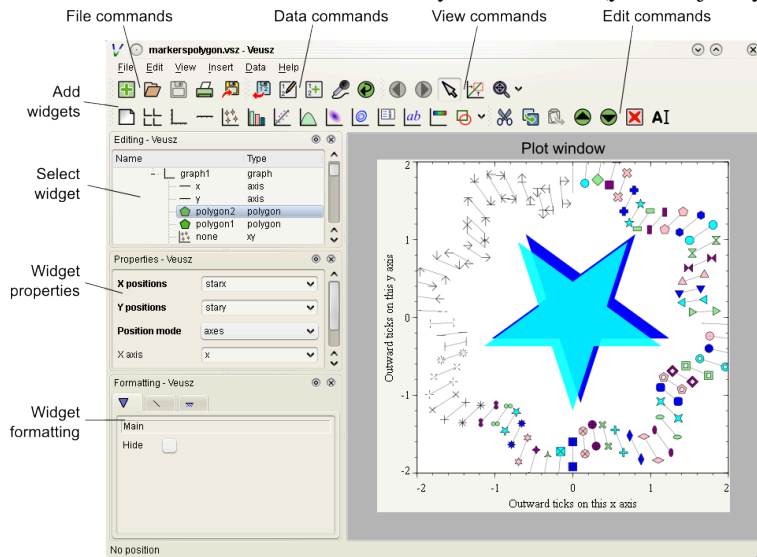 File commands
Data commands
View commands
Edit commands
markerspolygon.vsz - Veusz
File Edit View Insert Data Help
Add
widgets
ab AI
Editing - Veusz
Name Type
graph1 graph
x axis
y axis
polygon2 polygon
polygon1 polygon
none xy
Select
widget
Properties - Veusz
X positions starx
Y positions stary
Position mode axes
X axis x
Widget
properties
Formatting - Veusz
Main
Hide
Widget
formatting
No position
Plot window
2
1
0
-1
-2
Outward ticks on this y axis
-2 -1 0 1 2
Outward ticks on this x axis